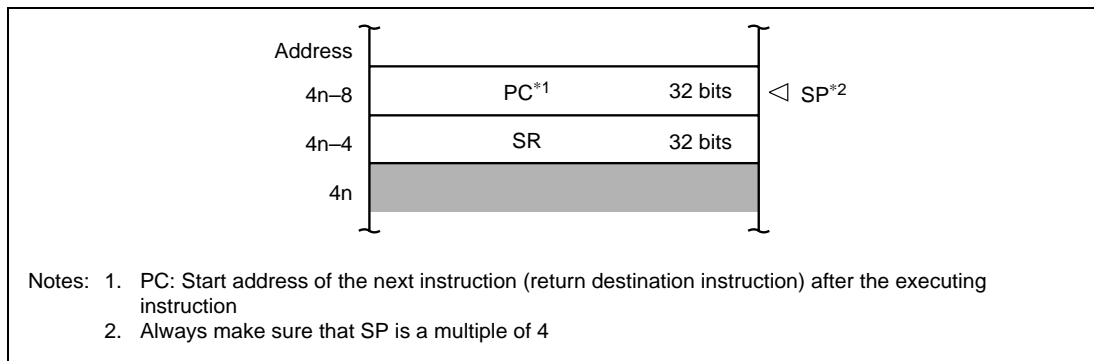 Address
4n–8 PC*1 32 bits ◁ SP*2
4n–4 SR 32 bits
4n
Notes: 1. PC: Start address of the next instruction (return destination instruction) after the executing
instruction
2. Always make sure that SP is a multiple of 4